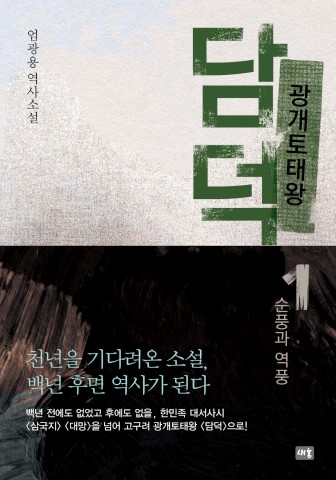 엄광용 역사소설
담덕
광개토태왕
1
순풍과 역풍
천년을 기다려온 소설,
백년 후면 역사가 된다
백년 전에도 없었고 후에도 없을, 한민족 대서사시
〈삼국지〉 〈대망〉을 넘어 고구려 광개토태왕 〈담덕〉으로!
새움